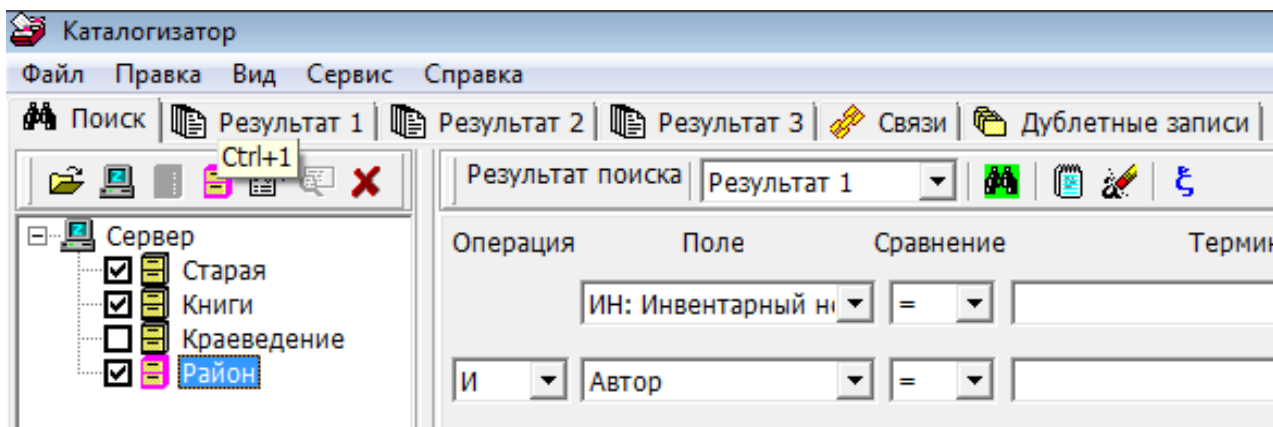 Каталогизатор
Файл Правка Вид Сервис Справка
Поиск Результат 1 Результат 2 Результат 3 Связи Дублетные записи
Ctrl+1
Результат поиска Результат 1 ξ
Сервер
Старая
Книги
Краеведение
Район
Операция Поле Сравнение
ИН: Инвентарный =
И Автор =